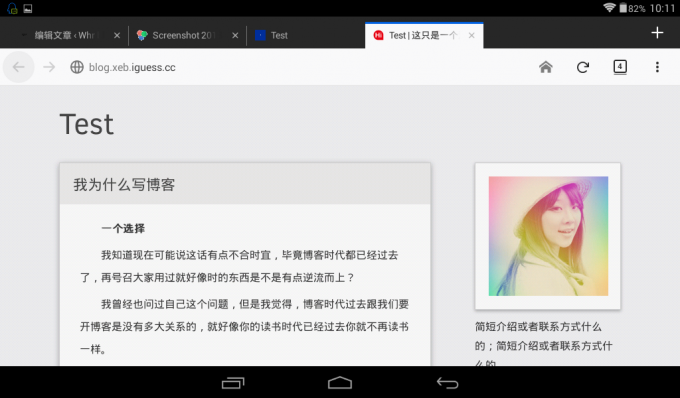 82% 10:11
编辑文章 ‹ Wh
Screenshot 20
Test
Test | 这只是一个
blog.xeb.iguess.cc
4
Test
我为什么写博客
一个选择
我知道现在可能说这话有点不合时宜，毕竟博客时代都已经过去
了，再号召大家用过就好像时的东西是不是有点逆流而上？
我曾经也问过自己这个问题，但是我觉得，博客时代过去跟我们要
开博客是没有多大关系的，就好像你的读书时代已经过去你就不再读书
一样。
简短介绍或者联系方式什么
的；简短介绍或者联系方式什
么的